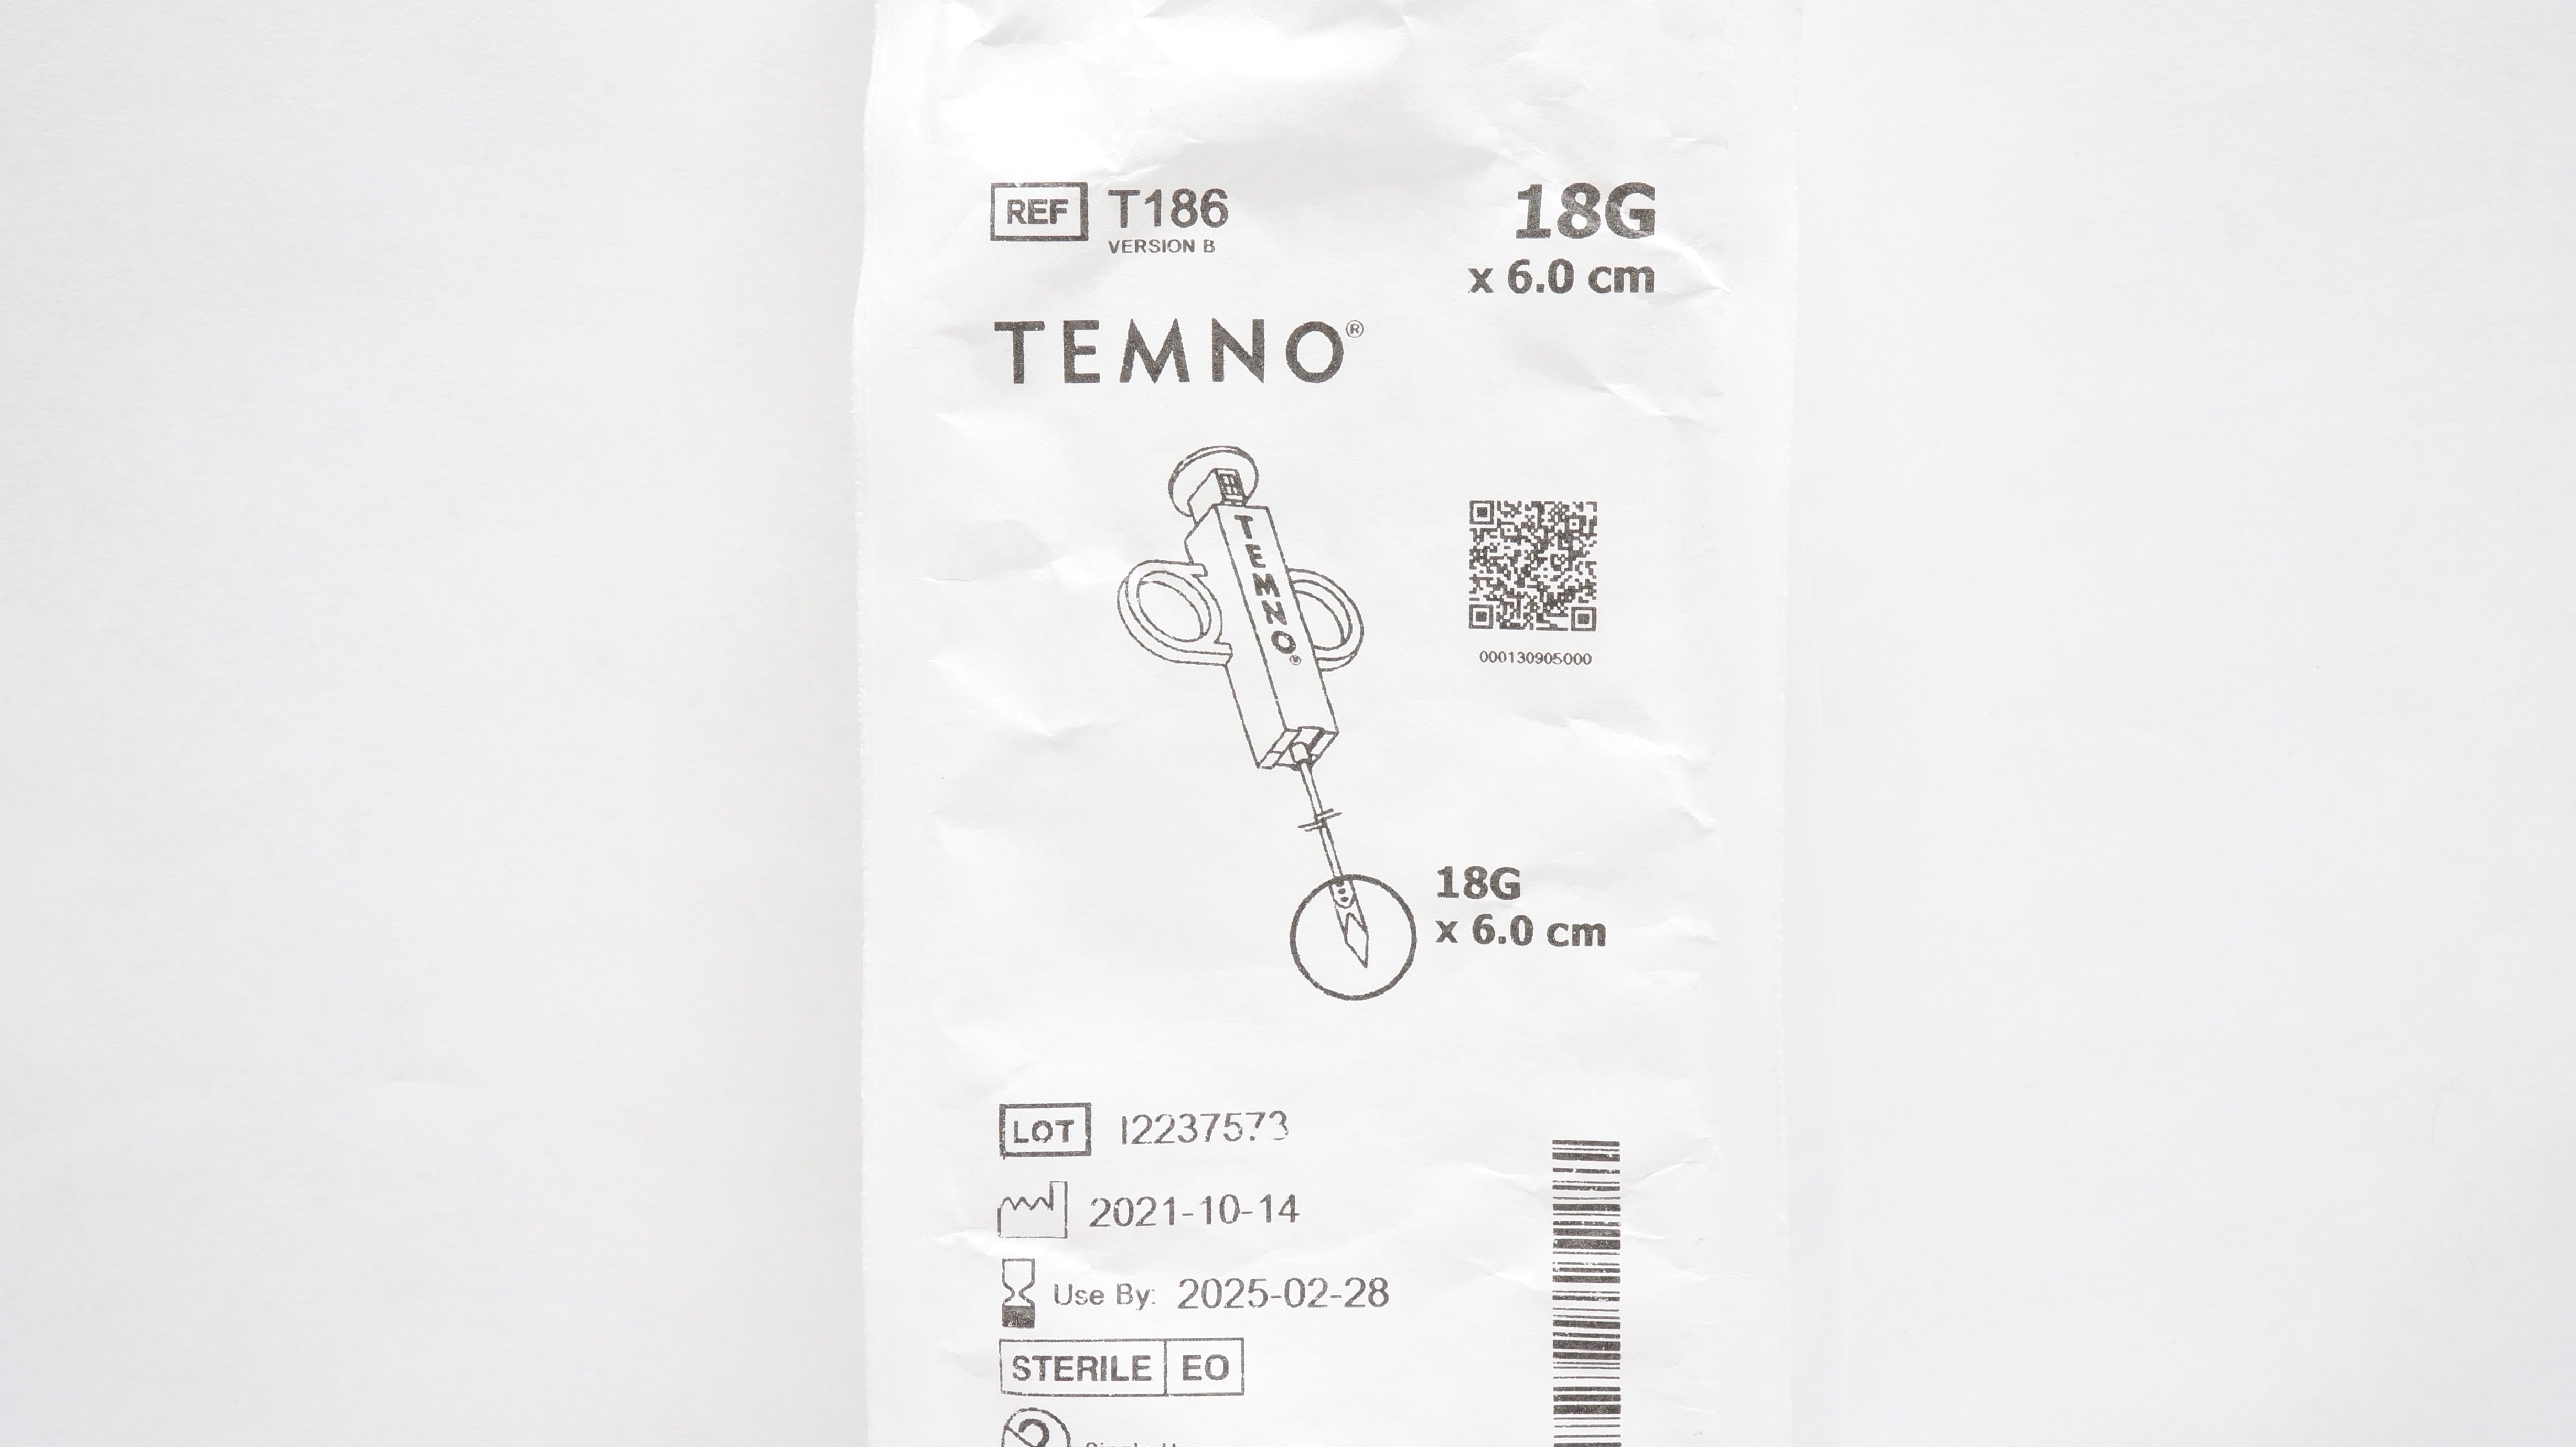 REF T186
VERSION B
18G
x 6.0 cm
TEMNO®
TEMNO®
000130905000
18G
x 6.0 cm
LOT I2237573
2021-10-14
Use By: 2025-02-28
STERILE EO
2